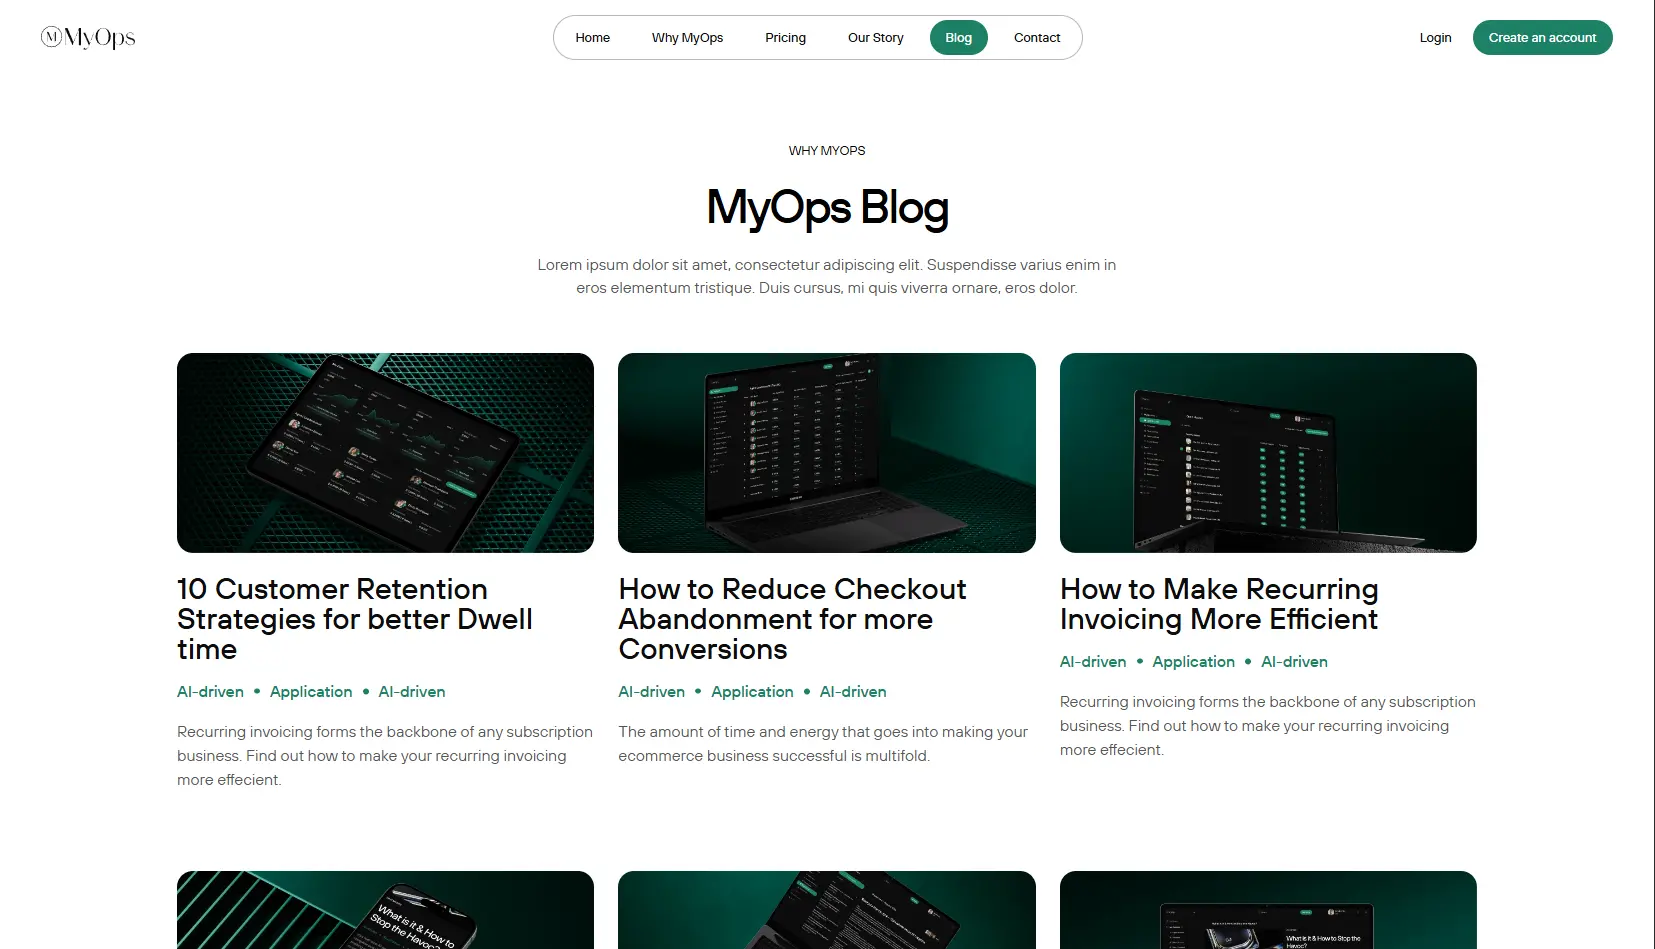 M MyOps
Home Why MyOps Pricing Our Story Blog Contact
Login Create an account
WHY MYOPS
MyOps Blog
Lorem ipsum dolor sit amet, consectetur adipiscing elit. Suspendisse varius enim in
eros elementum tristique. Duis cursus, mi quis viverra ornare, eros dolor.
10 Customer Retention
Strategies for better Dwell
time
AI-driven • Application • AI-driven
Recurring invoicing forms the backbone of any subscription
business. Find out how to make your recurring invoicing
more effecient.
How to Reduce Checkout
Abandonment for more
Conversions
AI-driven • Application • AI-driven
The amount of time and energy that goes into making your
ecommerce business successful is multifold.
How to Make Recurring
Invoicing More Efficient
AI-driven • Application • AI-driven
Recurring invoicing forms the backbone of any subscription
business. Find out how to make your recurring invoicing
more effecient.
What is it & How to
Stop the Havoc?
What is it & How to Stop the
Havoc?